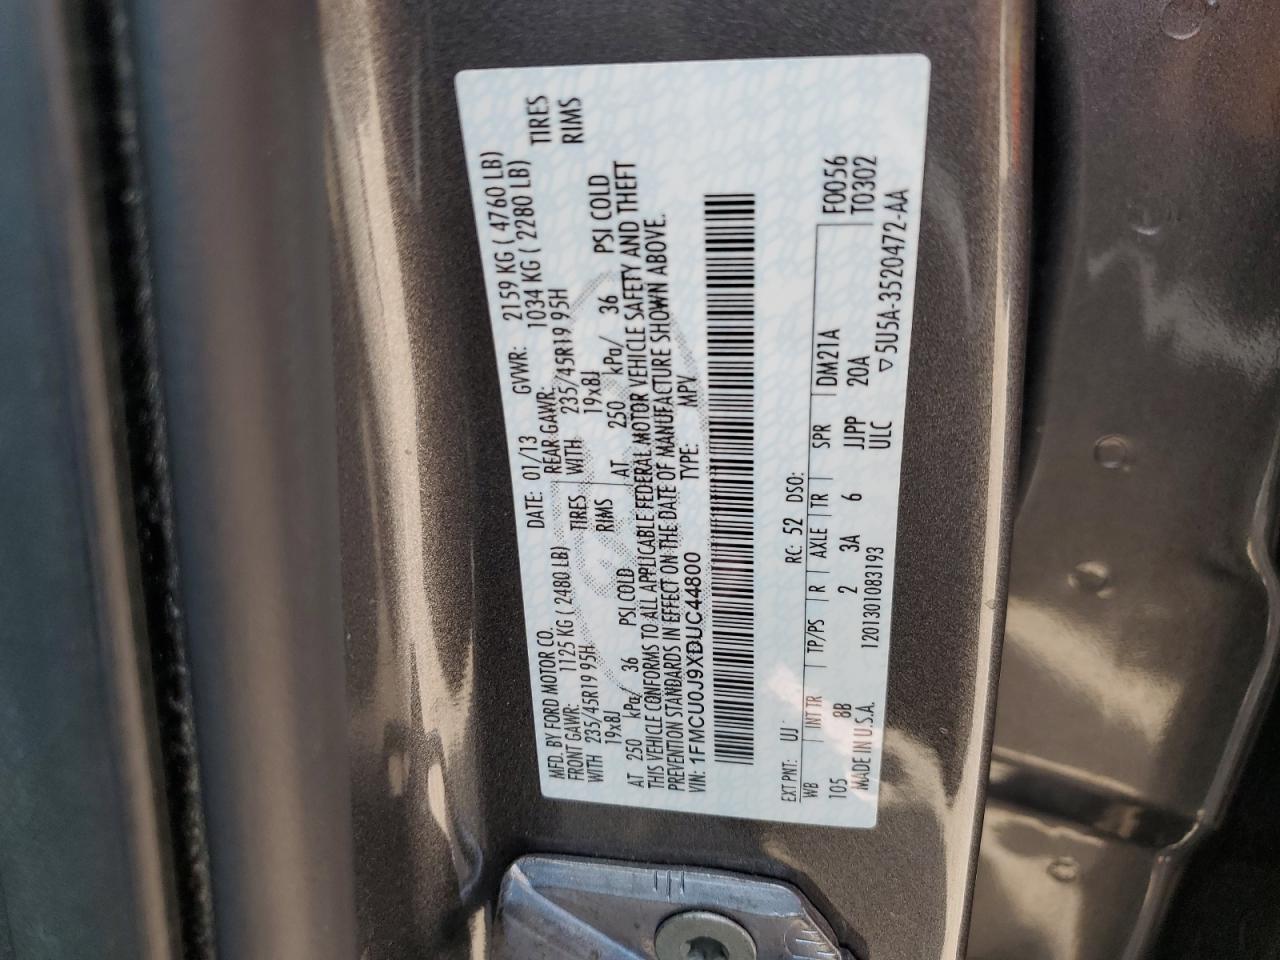 MFD. BY FORD MOTOR CO.
DATE: 01/13 GVWR: 2159 KG ( 4760 LB)
FRONT GAWR: 1125 KG ( 2480 LB) REAR GAWR: 1034 KG ( 2280 LB)
WITH 235/45R19 95H TIRES WITH 235/45R19 95H TIRES
19x8J RIMS 19x8J RIMS
AT 250 kPa/ 36 PSI COLD AT 250 kPa/ 36 PSI COLD
THIS VEHICLE CONFORMS TO ALL APPLICABLE FEDERAL MOTOR VEHICLE SAFETY AND THEFT
PREVENTION STANDARDS IN EFFECT ON THE DATE OF MANUFACTURE SHOWN ABOVE.
VIN: 1FMCU0J9XDUC44800 TYPE: MPV
EXT PNT: UJ RC: 52 DSO: F0056
WB INT TR TP/PS R AXLE TR SPR DM21A T0302
105 8B 2 3A 6 JJPP 20A
MADE IN U.S.A. 1201301083193 ULC ▽5U5A-3520472-AA